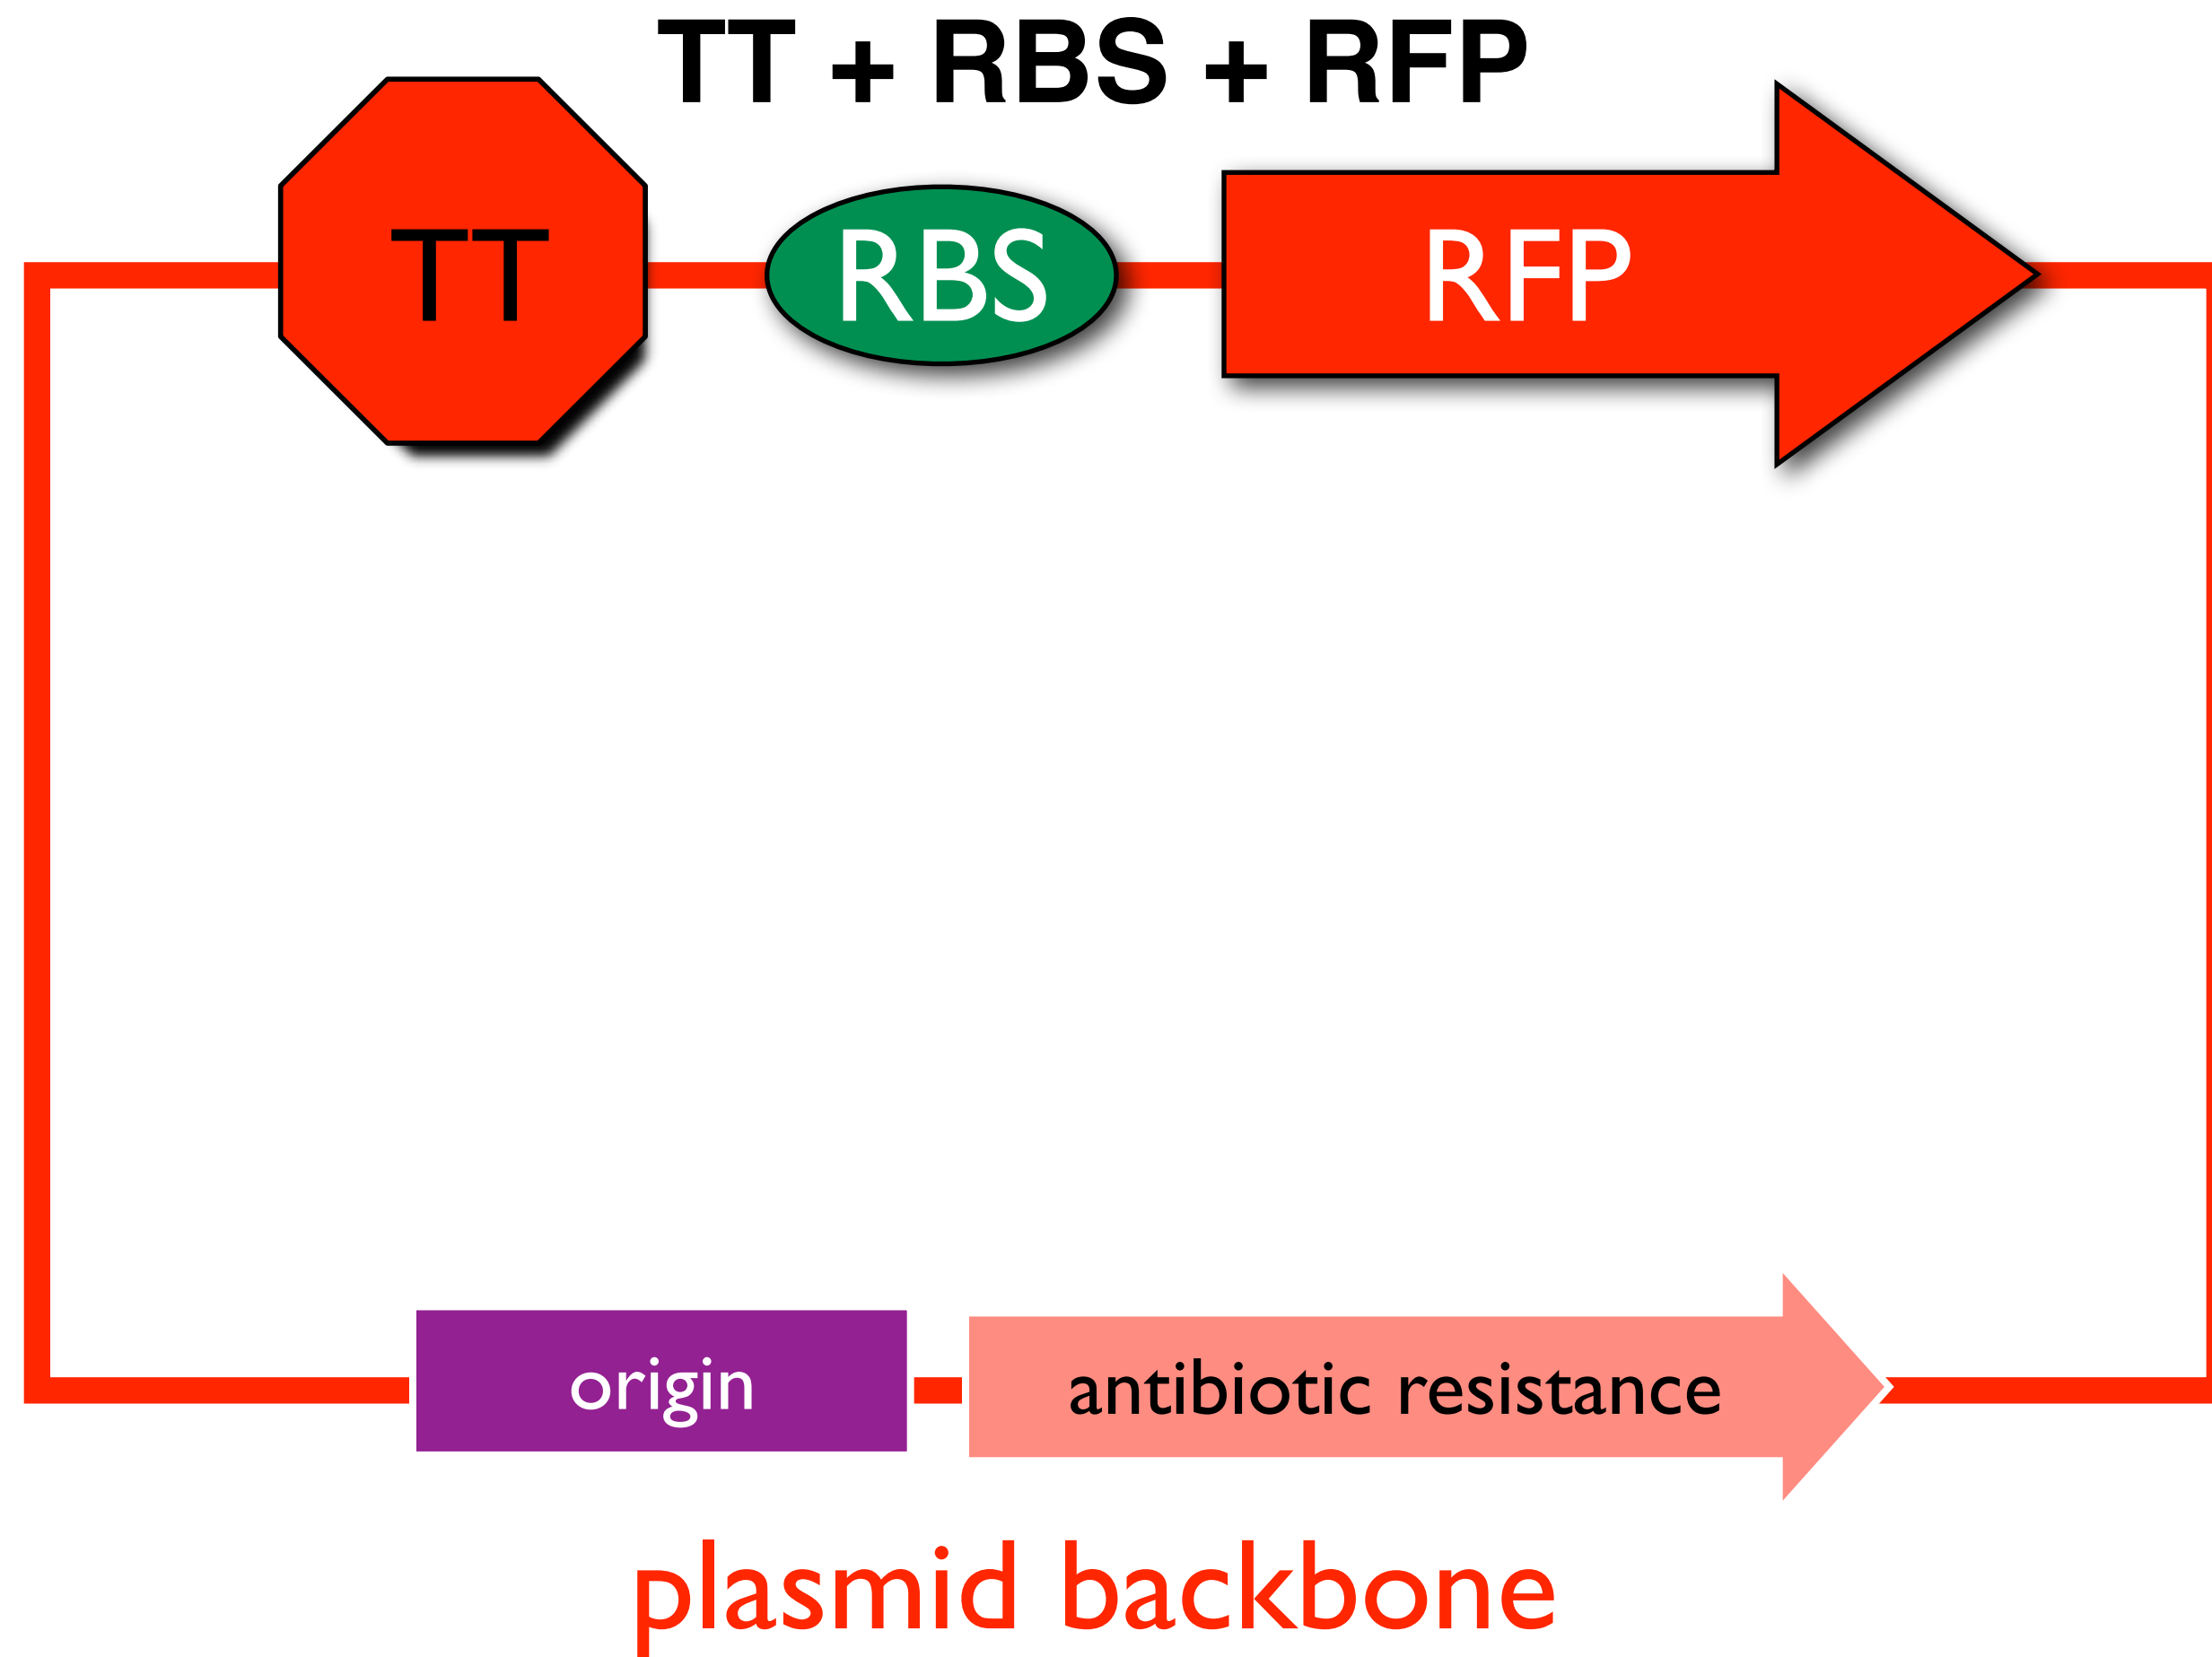 TT + RBS + RFP
TT
RBS
RFP
origin
antibiotic resistance
plasmid backbone